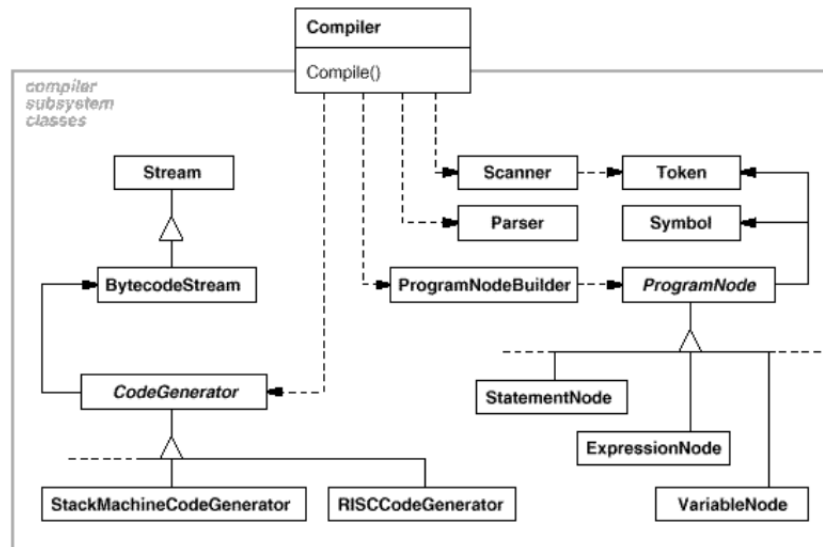 Compiler
Compile()
compiler
subsystem
classes
Stream
Scanner
Token
Parser
Symbol
BytecodeStream
ProgramNodeBuilder
ProgramNode
CodeGenerator
StatementNode
ExpressionNode
StackMachineCodeGenerator
RISCCodeGenerator
VariableNode